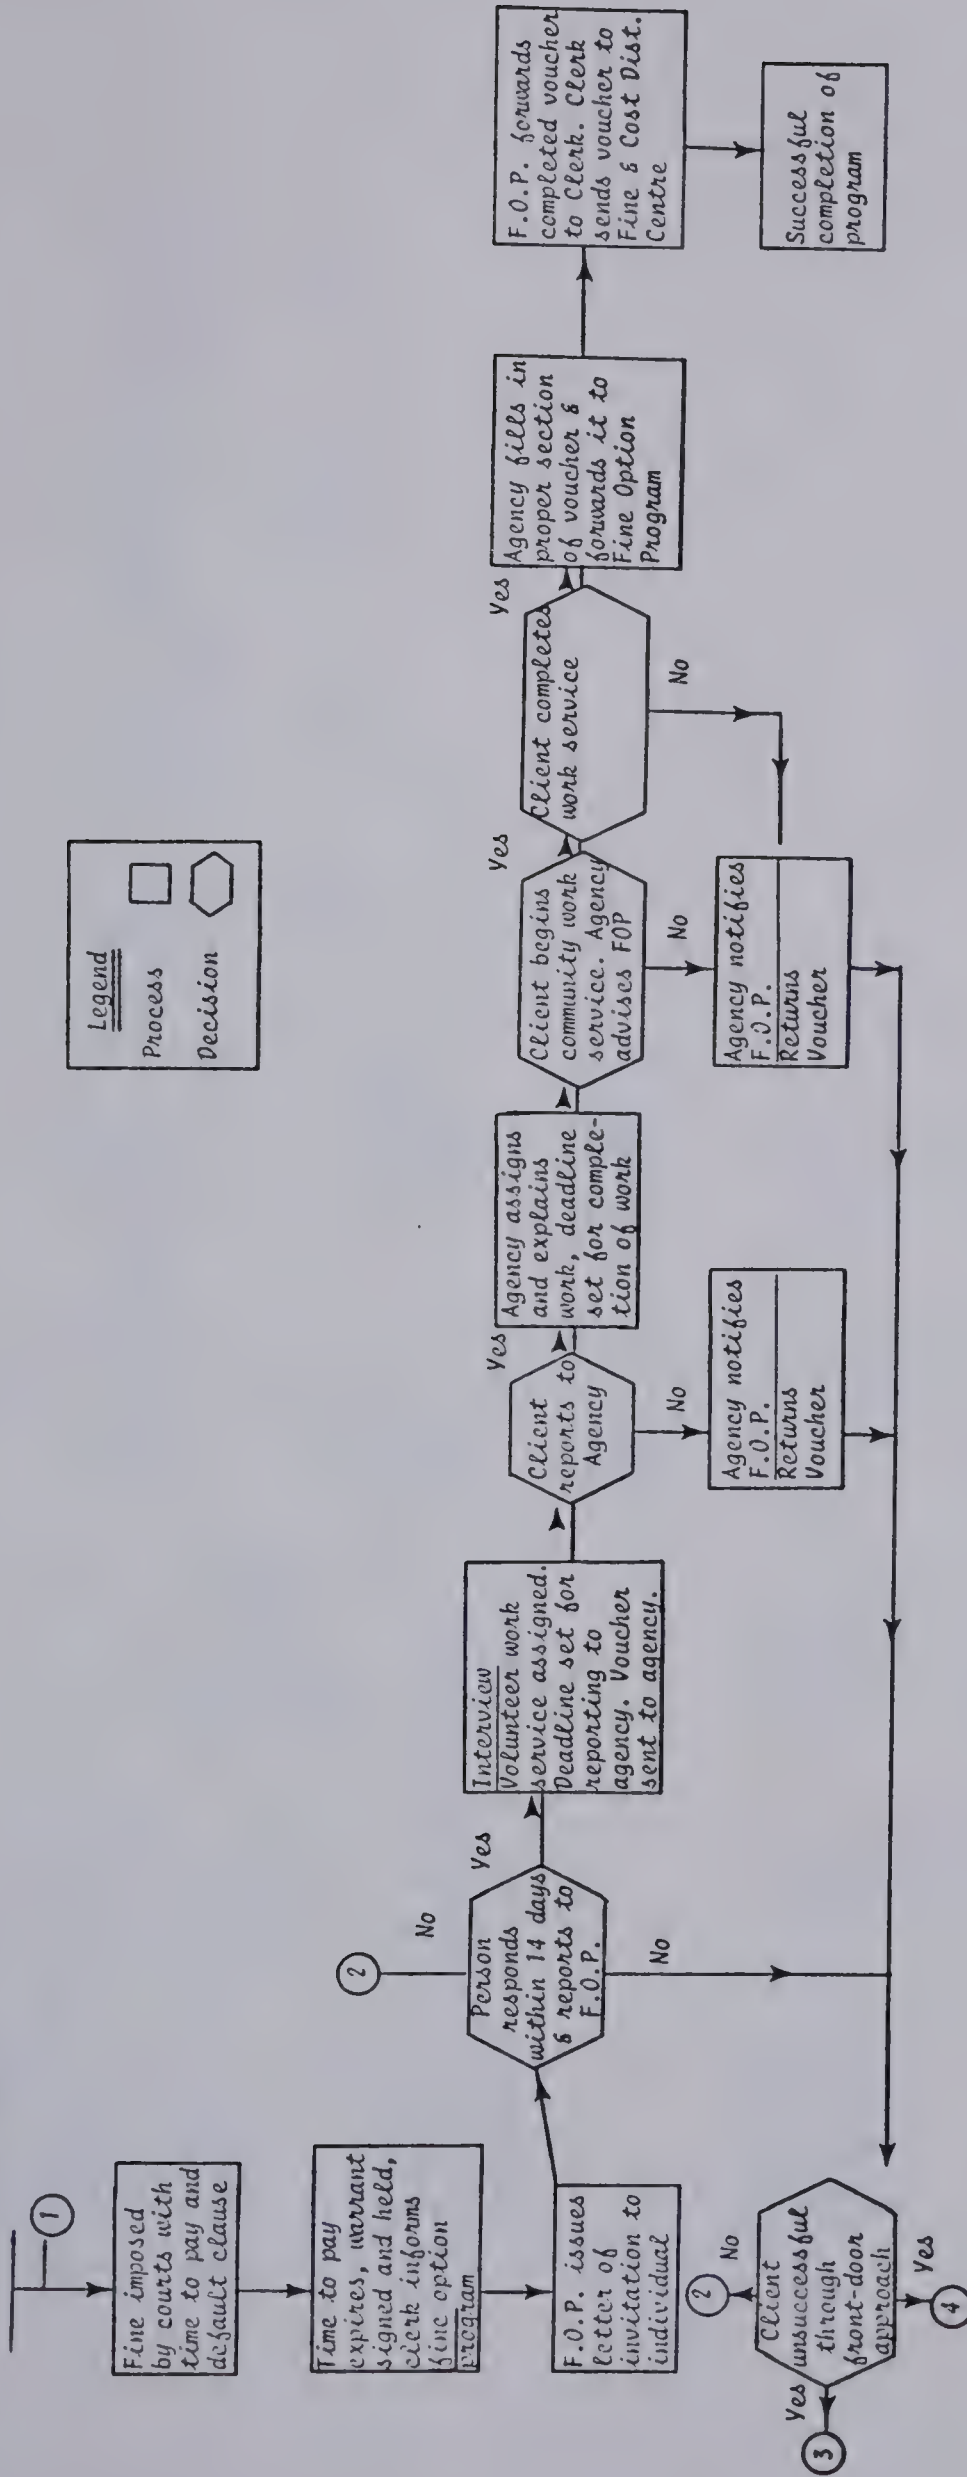 Legend
Process
Decision
1
Fine imposed
by courts with
time to pay and
default clause
Time to pay
expires, warrant
signed and held,
clerk informs
fine option
program
F.O.P. issues
letter of
invitation to
individual
2
No
Person
responds
within 14 days
& reports to
F.O.P.
Yes
No
Interview
Volunteer work
service assigned.
Deadline set for
reporting to
agency. Voucher
sent to agency.
Client
reports to
Agency
Yes
No
Agency notifies
F.O.P.
Returns
Voucher
Agency assigns
and explains
work, deadline
set for comple-
tion of work
Client begins
community work
service. Agency
advises FOP
Yes
No
Agency notifies
F.O.P.
Returns
Voucher
Client completes
work service
Yes
No
Agency fills in
proper section
of voucher &
forwards it to
Fine Option
Program
F.O.P. forwards
completed voucher
to Clerk. Clerk
sends voucher to
Fine & Cost Dist.
Centre
Successful
completion of
program
2
No
Client
unsuccessful
through
front-door
approach
Yes
3
Yes
4